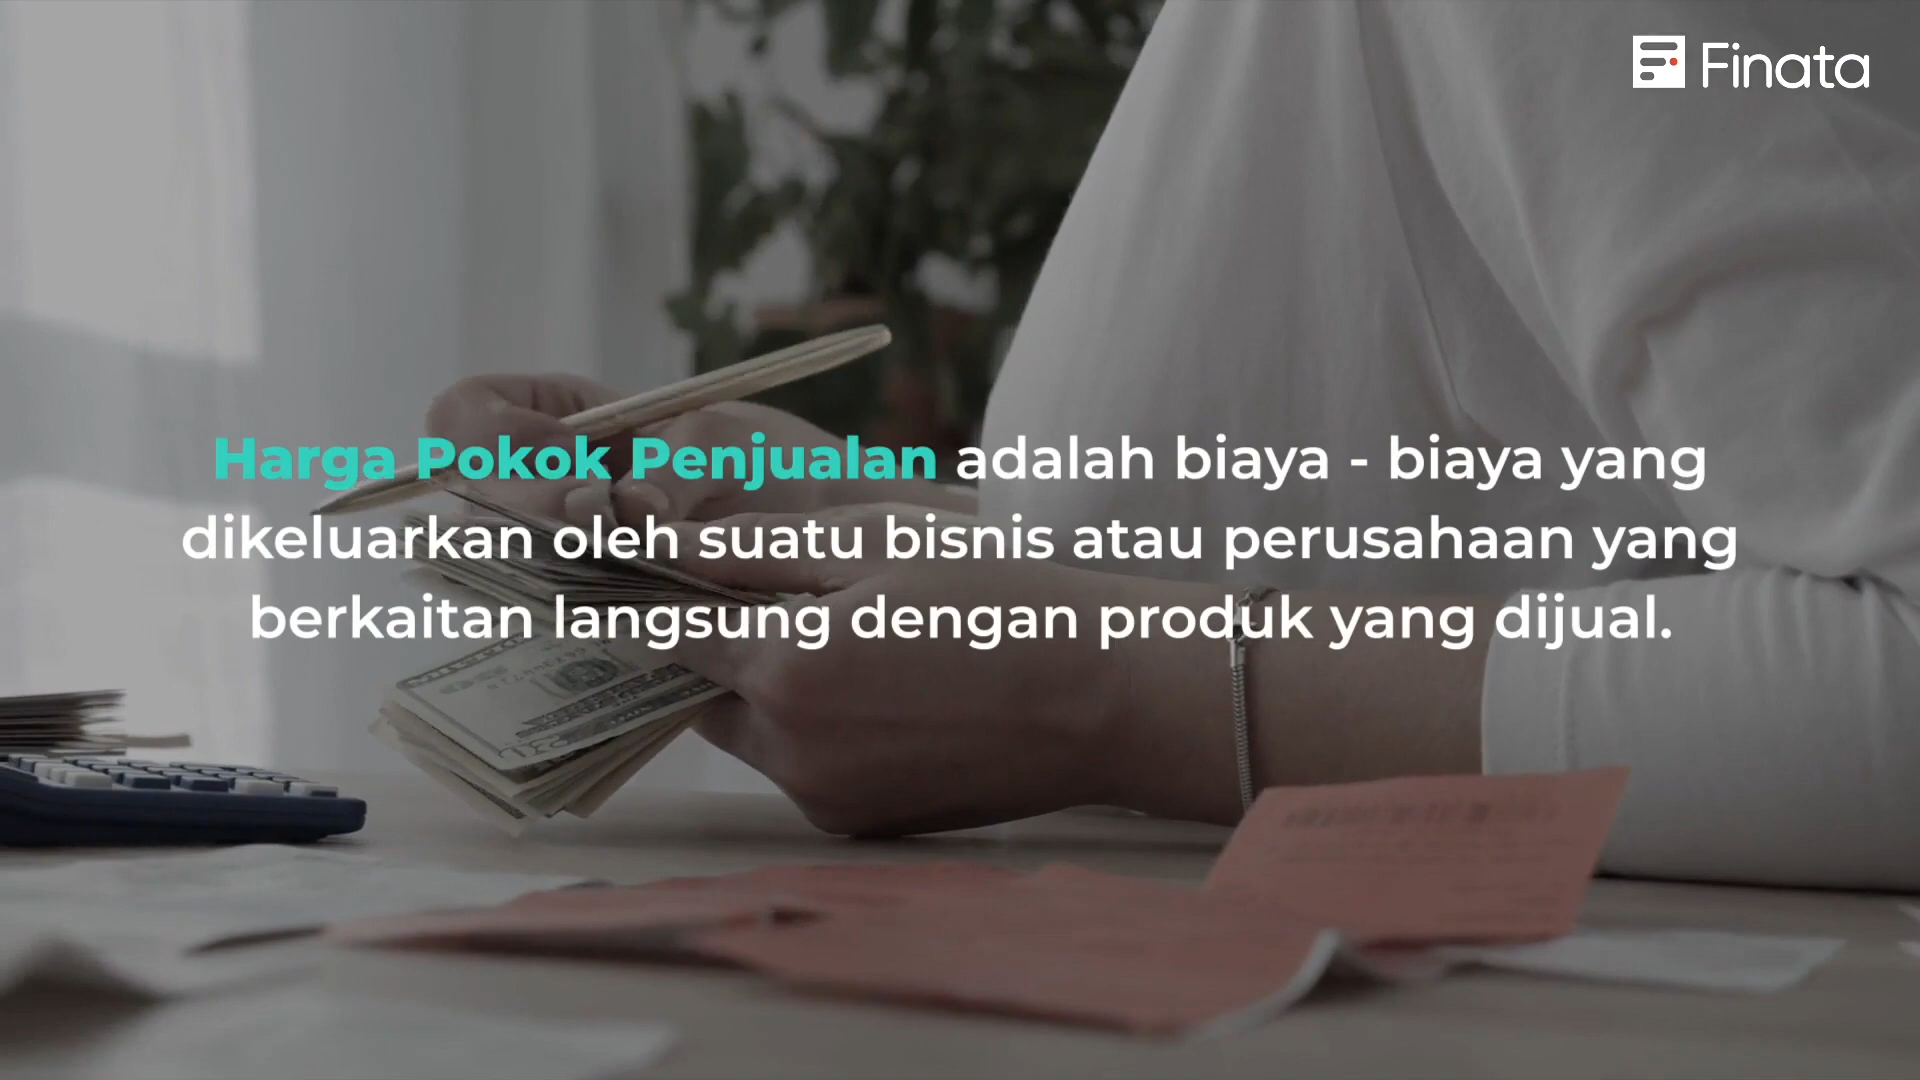 Finata
Harga Pokok Penjualan adalah biaya - biaya yang
dikeluarkan oleh suatu bisnis atau perusahaan yang
berkaitan langsung dengan produk yang dijual.